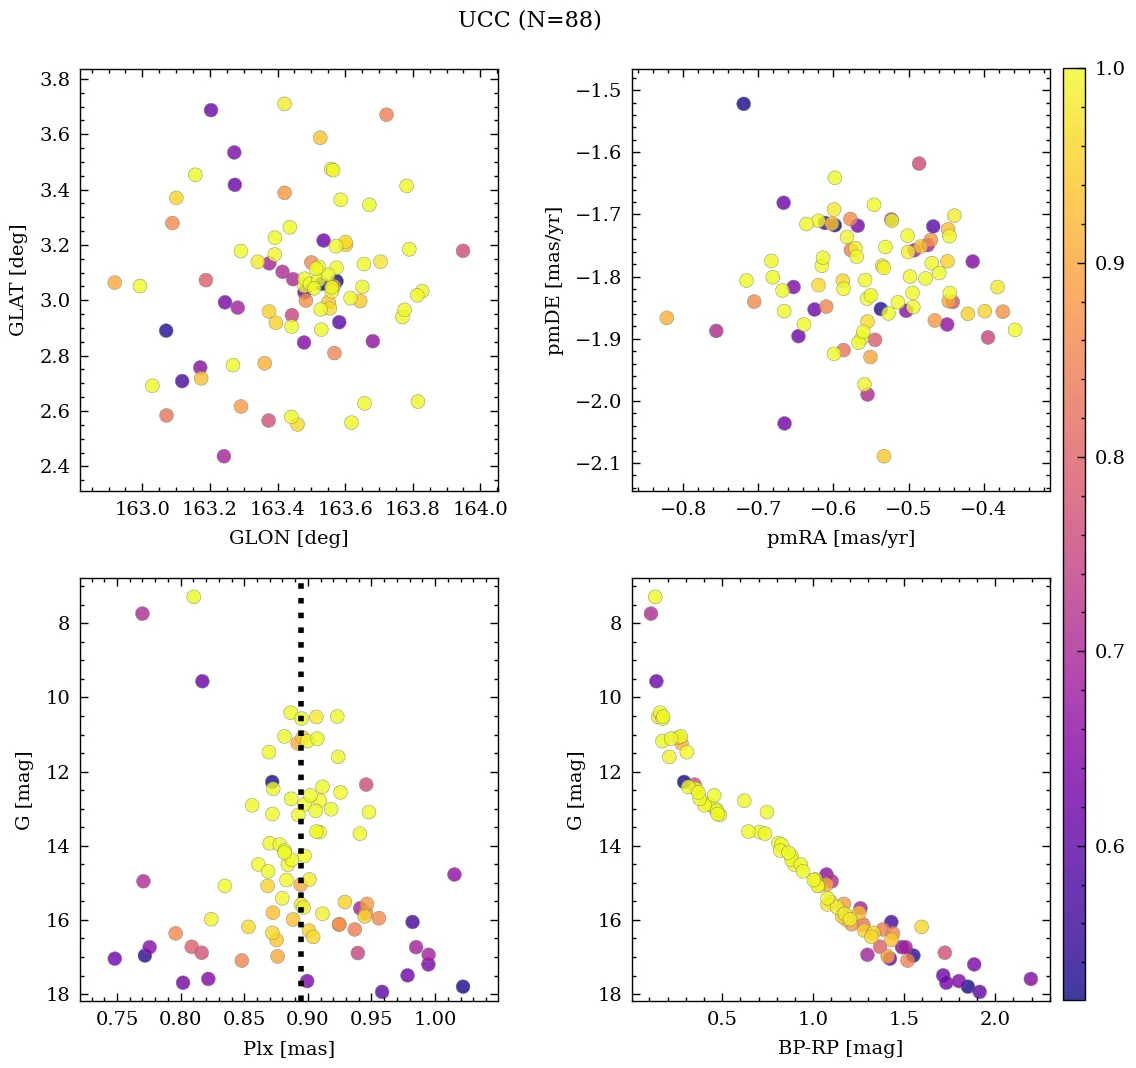 UCC (N=88)
3.8
3.6
3.4
3.2
3.0
2.8
2.6
2.4
GLAT [deg]
163.0 163.2 163.4 163.6 163.8 164.0
GLON [deg]
−1.5
−1.6
−1.7
−1.8
−1.9
−2.0
−2.1
pmDE [mas/yr]
−0.8 −0.7 −0.6 −0.5 −0.4
pmRA [mas/yr]
8
10
12
14
16
18
G [mag]
0.75 0.80 0.85 0.90 0.95 1.00
Plx [mas]
8
10
12
14
16
18
G [mag]
0.5 1.0 1.5 2.0
BP-RP [mag]
1.0
0.9
0.8
0.7
0.6